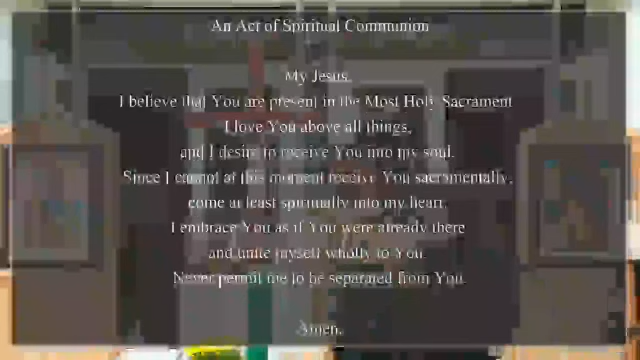 An Act of Spiritual Communion
My Jesus,
I believe that You are present in the Most Holy Sacrament
I love You above all things,
and I desire to receive You into my soul.
Since I cannot at this moment receive You sacramentally,
come at least spiritually into my heart.
I embrace You as if You were already there
and unite myself wholly to You.
Never permit me to be separated from You.
Amen.